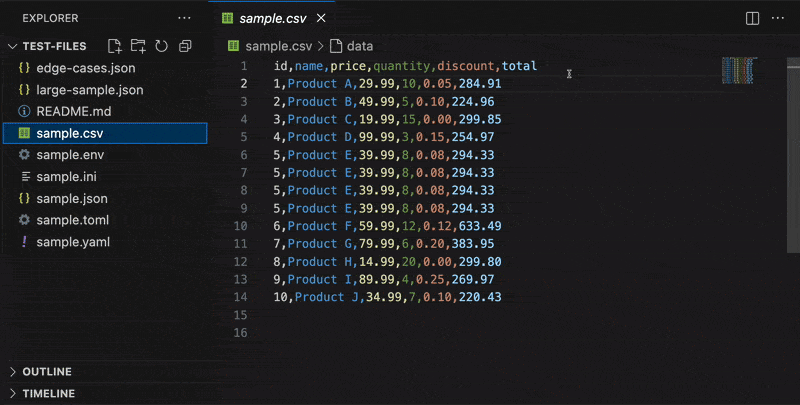 EXPLORER
sample.csv
TEST-FILES
edge-cases.json
large-sample.json
README.md
sample.csv
sample.env
sample.ini
sample.json
sample.toml
sample.yaml
OUTLINE
TIMELINE
sample.csv > data
1 id,name,price,quantity,discount,total
2 1,Product A,29.99,10,0.05,284.91
3 2,Product B,49.99,5,0.10,224.96
4 3,Product C,19.99,15,0.00,299.85
5 4,Product D,99.99,3,0.15,254.97
6 5,Product E,39.99,8,0.08,294.33
7 5,Product E,39.99,8,0.08,294.33
8 5,Product E,39.99,8,0.08,294.33
9 5,Product E,39.99,8,0.08,294.33
10 6,Product F,59.99,12,0.12,633.49
11 7,Product G,79.99,6,0.20,383.95
12 8,Product H,14.99,20,0.00,299.80
13 9,Product I,89.99,4,0.25,269.97
14 10,Product J,34.99,7,0.10,220.43
15
16